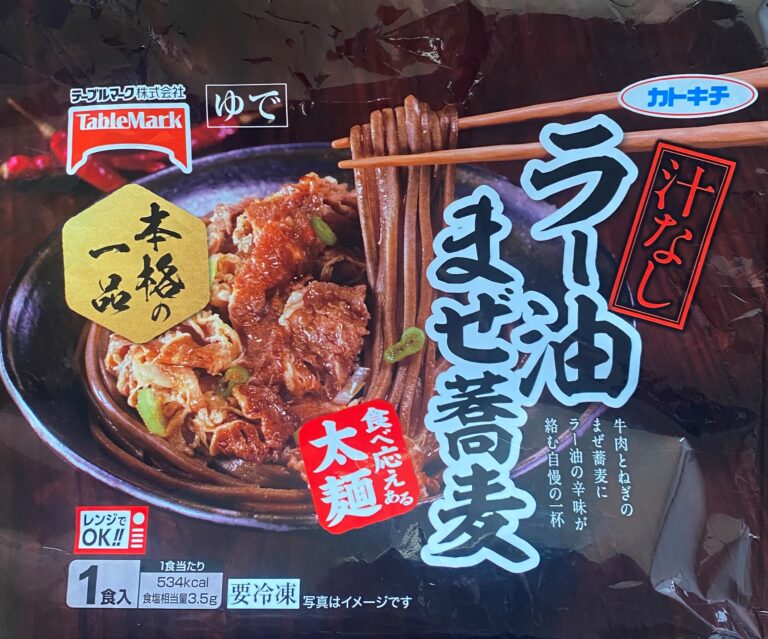 テーブルマーク株式会社
TableMark
ゆで
カトキチ
汁なし
ラー油
まぜ蕎麦
本格の
一品
牛肉とねぎの
まぜ蕎麦に
ラー油の辛味が
絡む自慢の一杯
食べ応えある
太麺
レンジで
OK!!
1食入
1食当たり
534kcal
食塩相当量3.5g
要冷凍
写真はイメージです